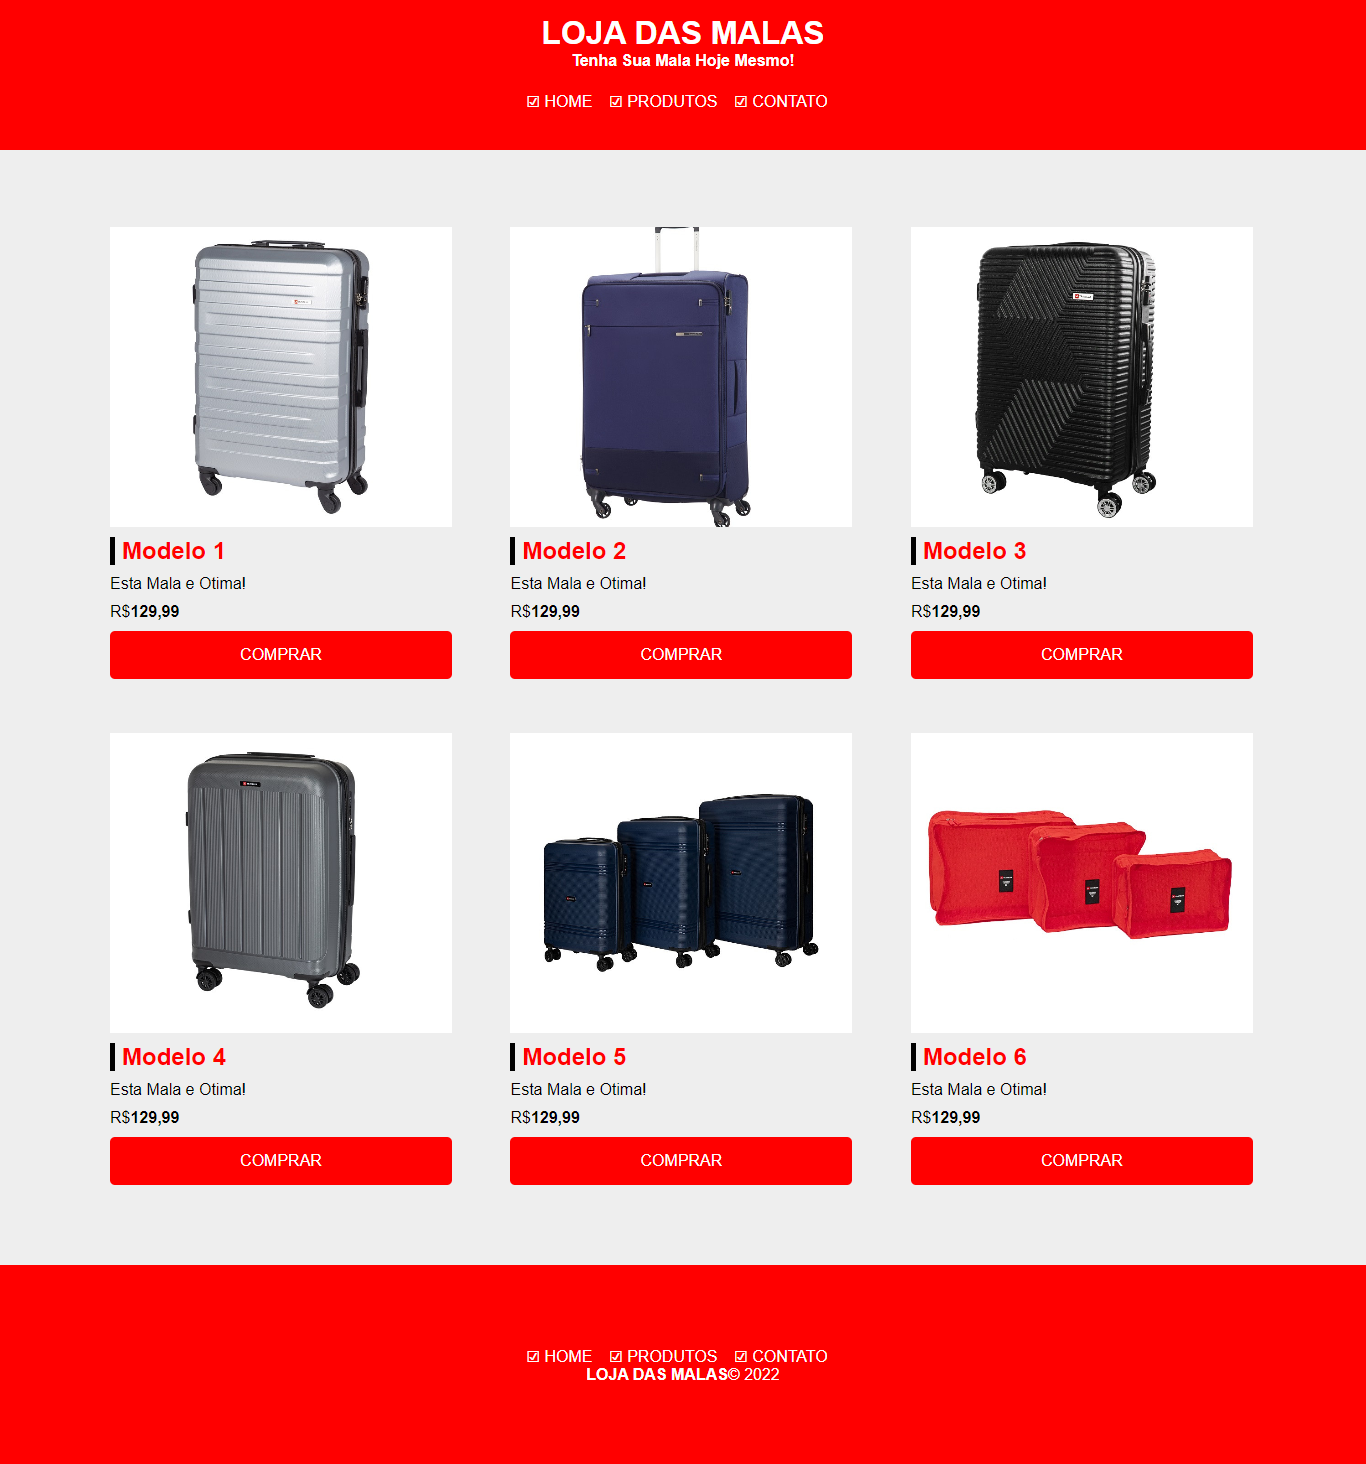 LOJA DAS MALAS
Tenha Sua Mala Hoje Mesmo!
☑ HOME ☑ PRODUTOS ☑ CONTATO
Modelo 1 Modelo 2 Modelo 3
Esta Mala e Otima! Esta Mala e Otima! Esta Mala e Otima!
R$129,99 R$129,99 R$129,99
COMPRAR COMPRAR COMPRAR
Modelo 4 Modelo 5 Modelo 6
Esta Mala e Otima! Esta Mala e Otima! Esta Mala e Otima!
R$129,99 R$129,99 R$129,99
COMPRAR COMPRAR COMPRAR
☑ HOME ☑ PRODUTOS ☑ CONTATO
LOJA DAS MALAS© 2022